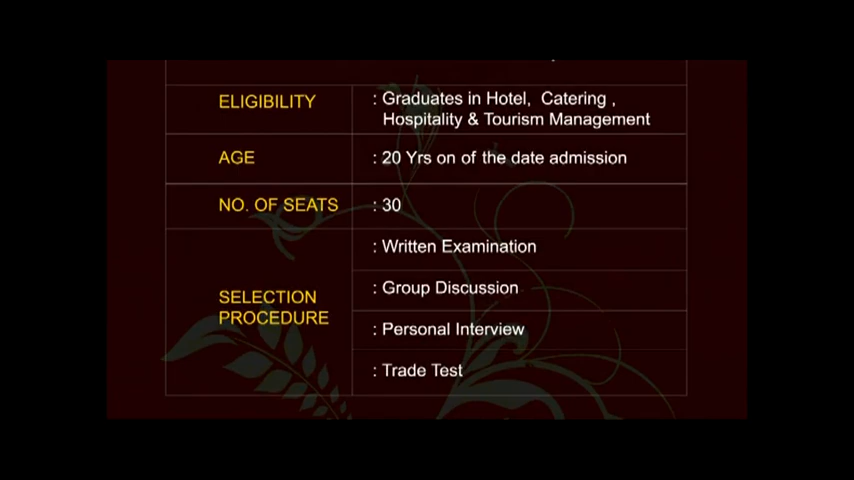 ELIGIBILITY : Graduates in Hotel, Catering ,
Hospitality & Tourism Management
AGE : 20 Yrs on of the date admission
NO. OF SEATS : 30
SELECTION
PROCEDURE
: Written Examination
: Group Discussion
: Personal Interview
: Trade Test